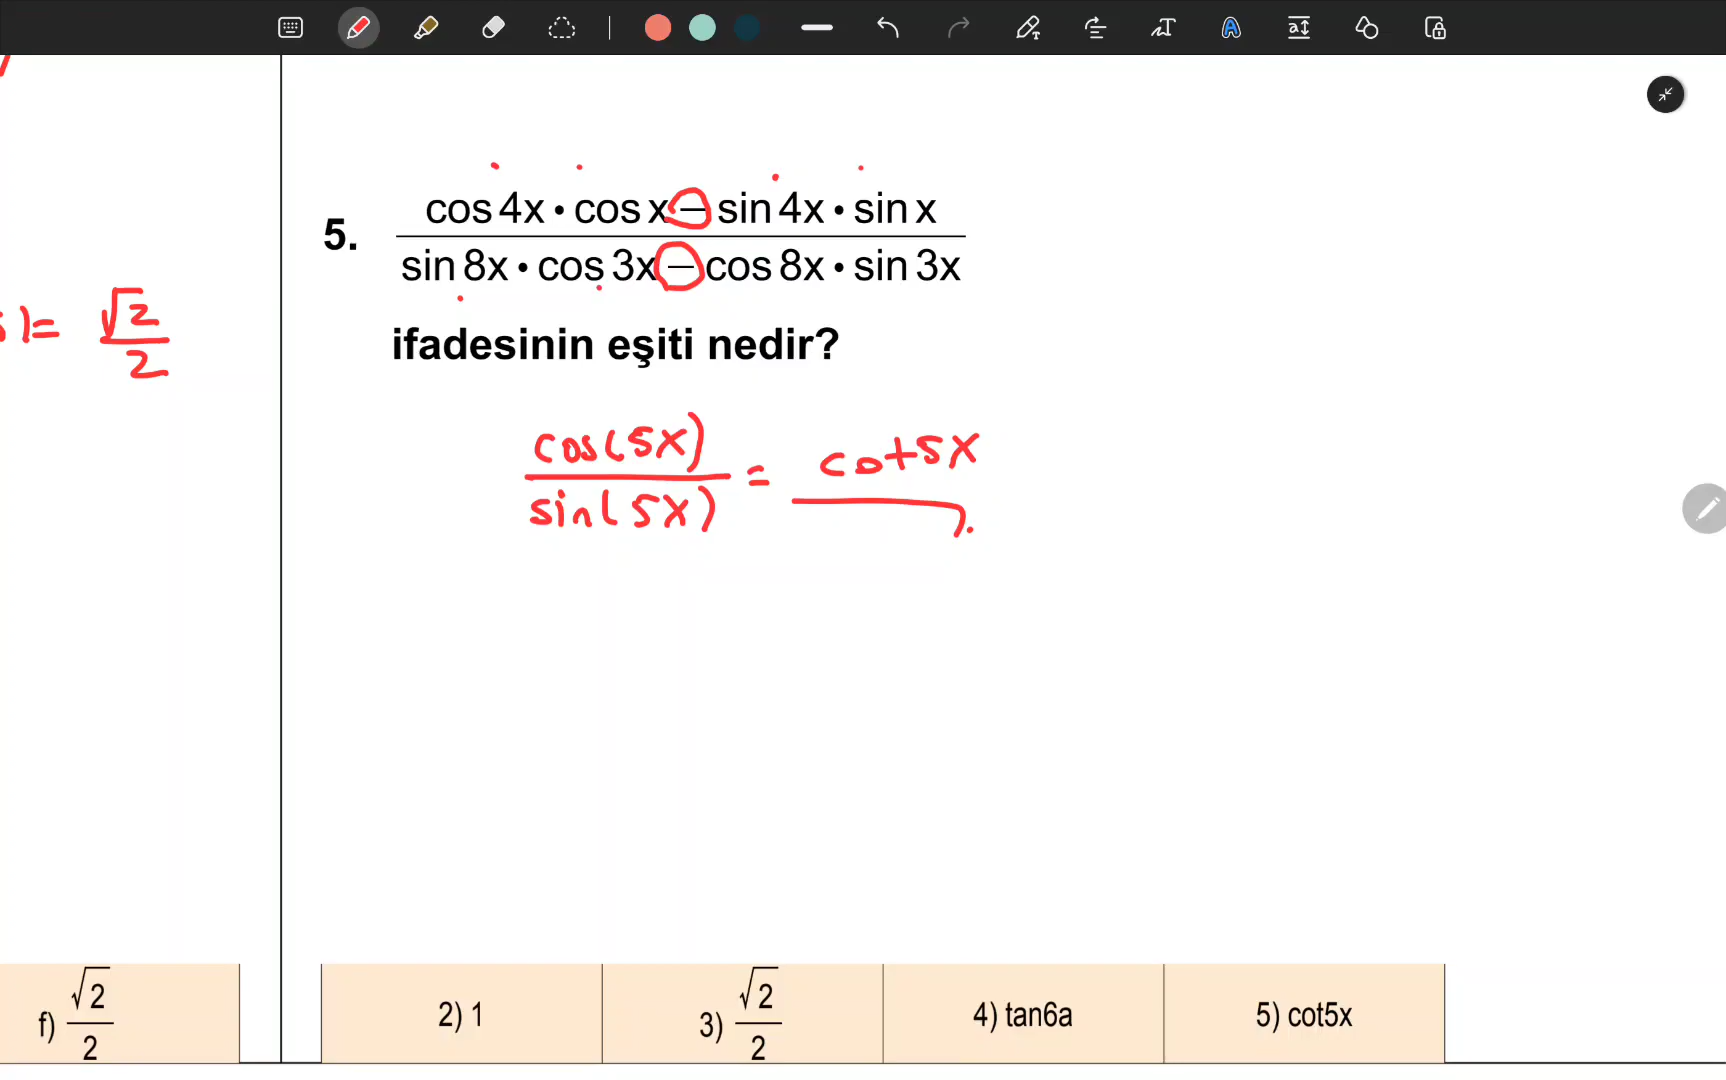 cos 4x • cos x – sin 4x • sin x
5.
sin 8x • cos 3x – cos 8x • sin 3x
ifadesinin eşiti nedir?
= √2
2
cos(5x)
sin(5x)
= cot5x
f) √2
2
2) 1
3) √2
2
4) tan6a
5) cot5x